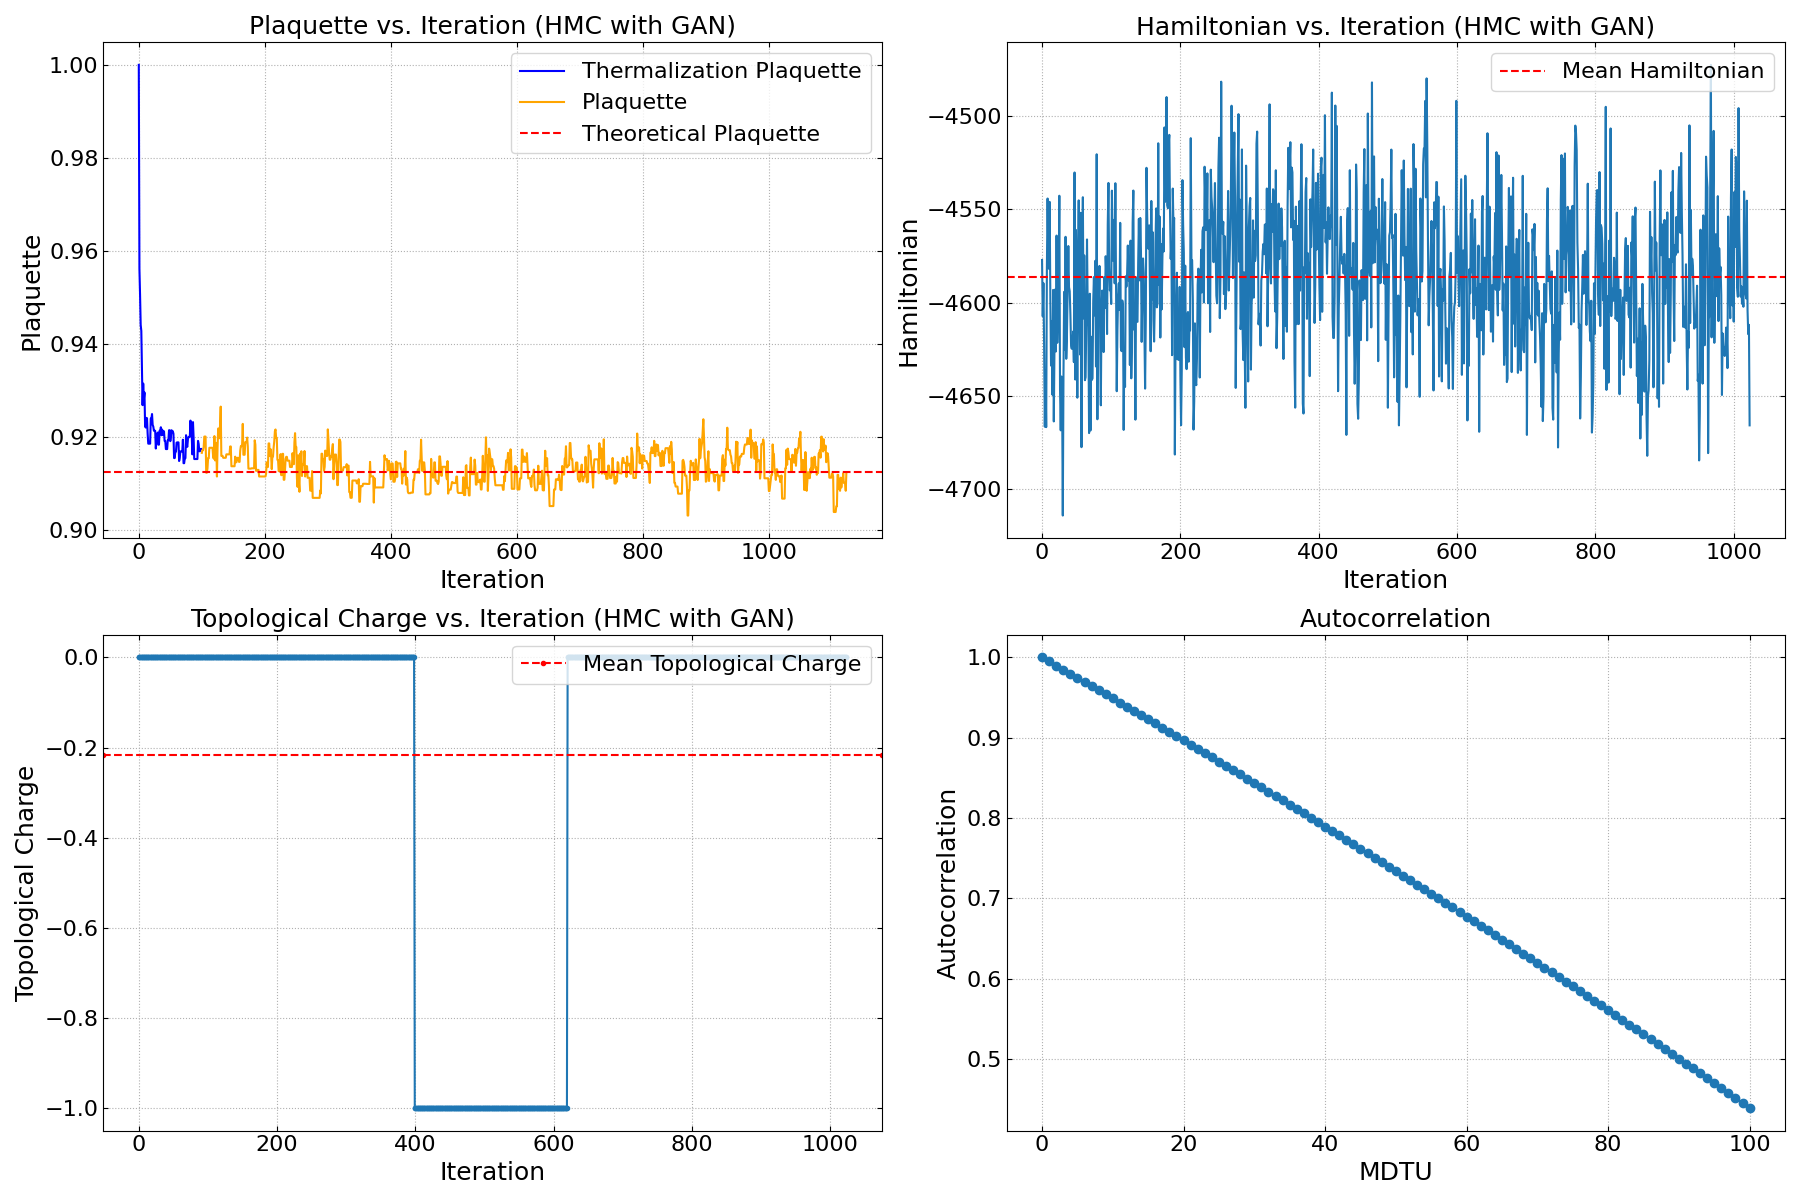 Plaquette vs. Iteration (HMC with GAN)
Plaquette
1.00
0.98
0.96
0.94
0.92
0.90
Thermalization Plaquette
Plaquette
Theoretical Plaquette
0 200 400 600 800 1000
Iteration
Hamiltonian vs. Iteration (HMC with GAN)
Hamiltonian
−4500
−4550
−4600
−4650
−4700
Mean Hamiltonian
0 200 400 600 800 1000
Iteration
Topological Charge vs. Iteration (HMC with GAN)
Topological Charge
0.0
−0.2
−0.4
−0.6
−0.8
−1.0
Mean Topological Charge
0 200 400 600 800 1000
Iteration
Autocorrelation
Autocorrelation
1.0
0.9
0.8
0.7
0.6
0.5
0 20 40 60 80 100
MDTU